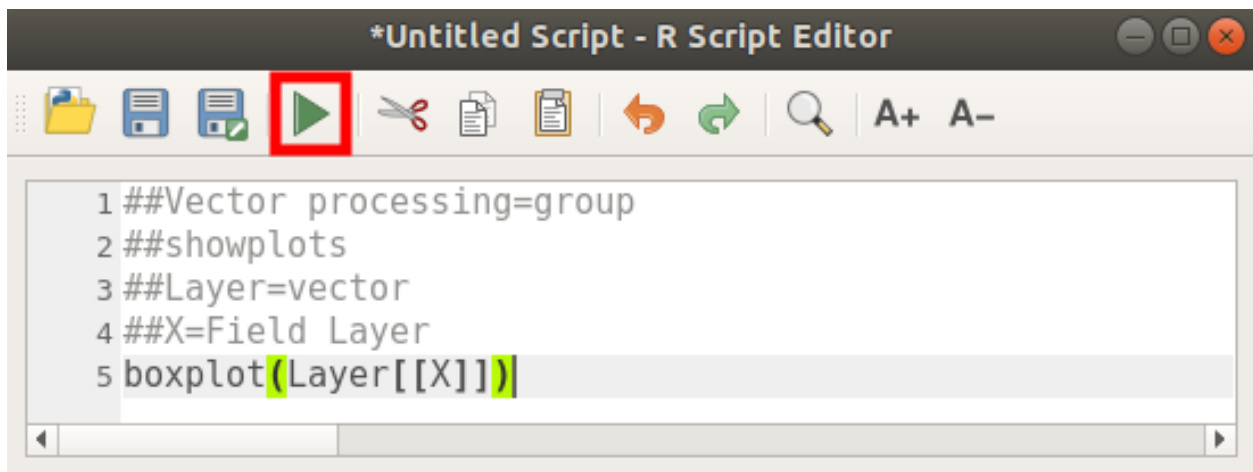 *Untitled Script - R Script Editor
A+ A-
1 ##Vector processing=group
2 ##showplots
3 ##Layer=vector
4 ##X=Field Layer
5 boxplot(Layer[[X]])